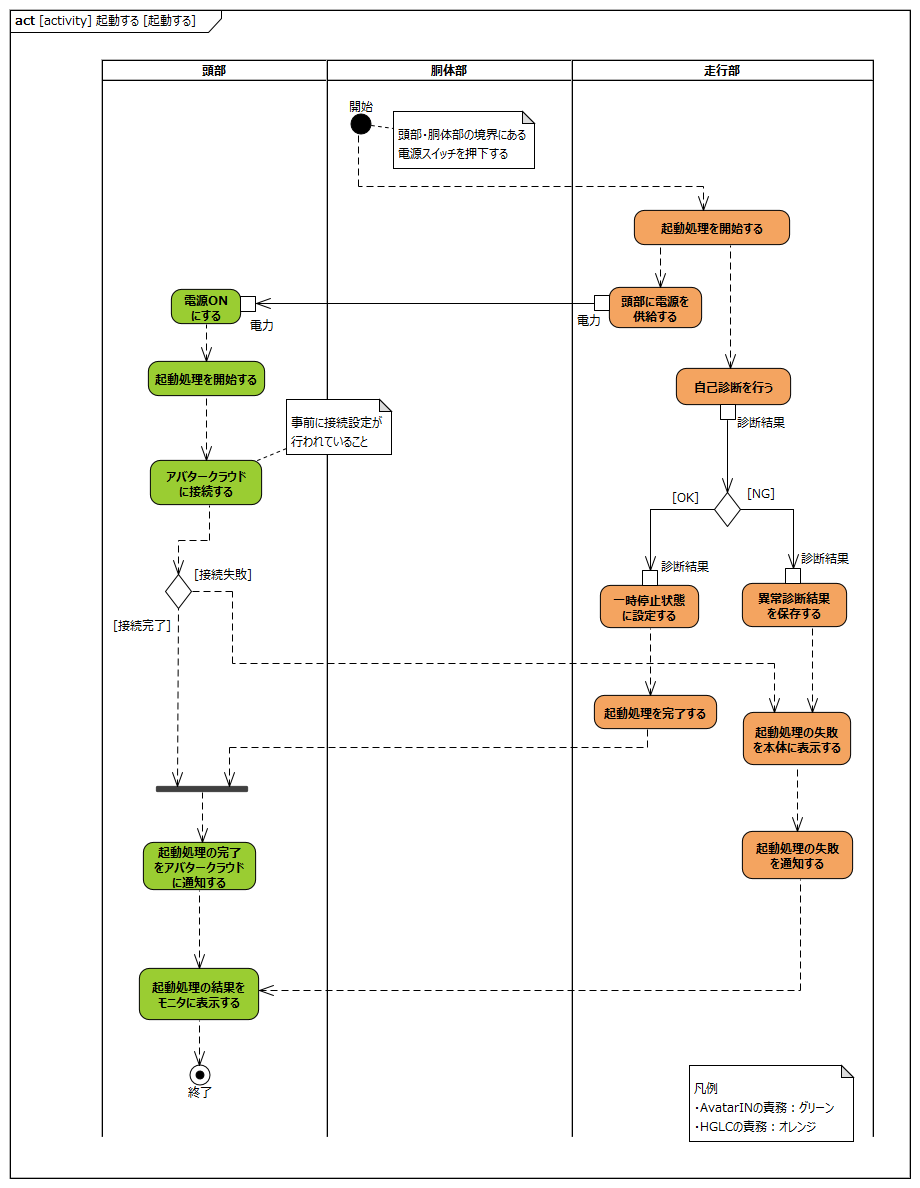 act [activity] 起動する [起動する]
頭部
胴体部
走行部
開始
頭部・胴体部の境界にある
電源スイッチを押下する
起動処理を開始する
電源ON
にする
電力
頭部に電源を
供給する
電力
起動処理を開始する
自己診断を行う
診断結果
事前に接続設定が
行われていること
アバタークラウド
に接続する
[OK]
[NG]
[接続失敗]
診断結果
診断結果
一時停止状態
に設定する
異常診断結果
を保存する
[接続完了]
起動処理を完了する
起動処理の失敗
を本体に表示する
起動処理の完了
をアバタークラウド
に通知する
起動処理の失敗
を通知する
起動処理の結果を
モニタに表示する
終了
凡例
・AvatarINの責務：グリーン
・HGLCの責務：オレンジ